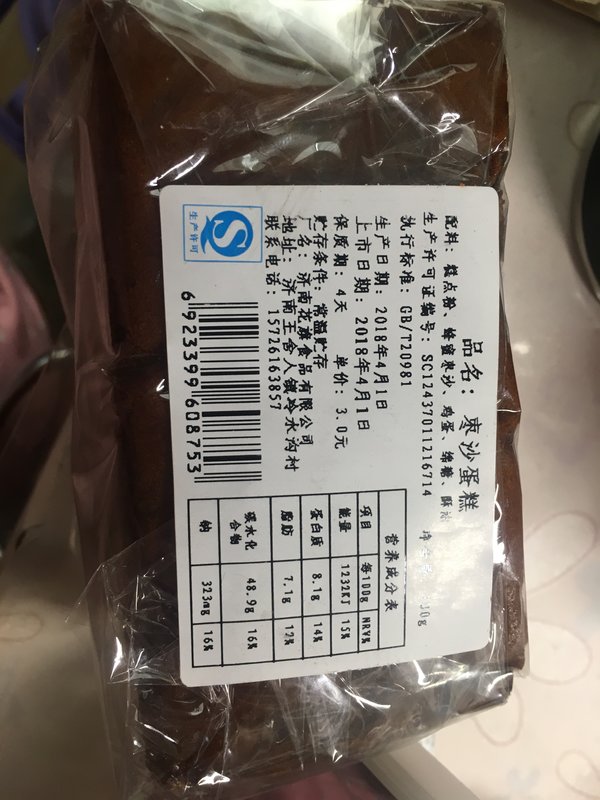 品名：枣沙蛋糕
配料：糕点粉、蜂蜜枣沙、鸡蛋、绵糖、酥油
生产许可证编号：SC12437011216714
执行标准：GB/T20981
生产日期：2018年4月1日
上市日期：2018年4月1日
保质期：4天 单价：3.0元
贮存条件：常温贮存
厂名：济南花旗食品有限公司
地址：济南王舍人镇冷水沟村
联系电话：15726163857
生产许可
6923399608753
营养成分表
项目 每100g NRV%
能量 1232KJ 15%
蛋白质 8.1g 14%
脂肪 7.1g 12%
碳水化合物 48.9g 16%
钠 323mg 16%